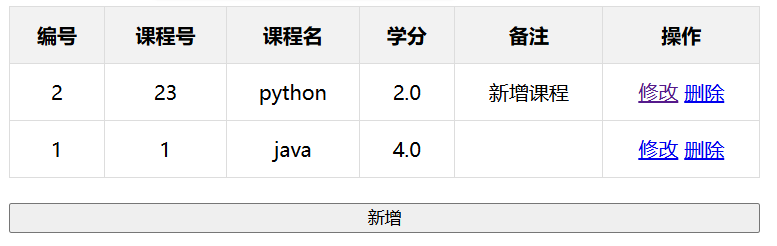 编号 课程号 课程名 学分 备注 操作
2 23 python 2.0 新增课程 修改 删除
1 1 java 4.0 修改 删除
新增